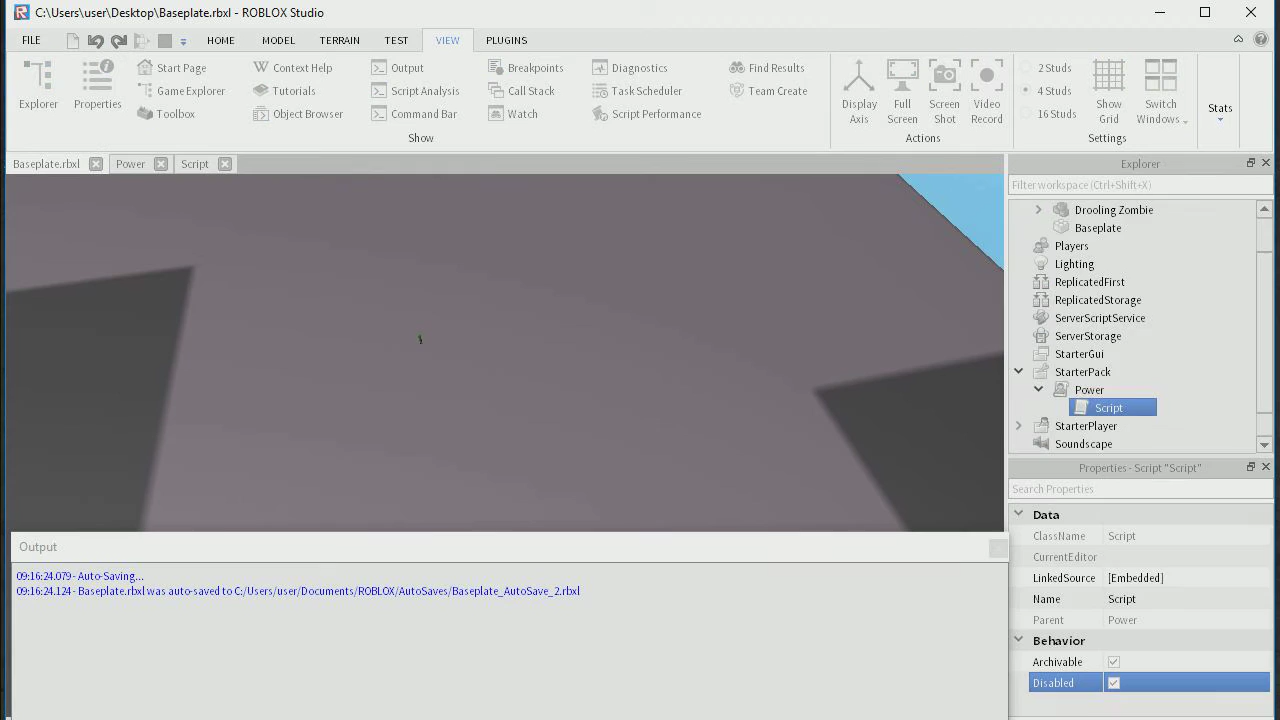 C:\Users\user\Desktop\Baseplate.rbxl - ROBLOX Studio
FILE HOME MODEL TERRAIN TEST VIEW PLUGINS
Explorer
Properties
Start Page
Game Explorer
Toolbox
Context Help
Tutorials
Object Browser
Output
Script Analysis
Command Bar
Breakpoints
Call Stack
Watch
Diagnostics
Task Scheduler
Script Performance
Find Results
Team Create
Show
Display Axis
Full Screen
Screen Shot
Video Record
Actions
2 Studs
4 Studs
16 Studs
Show Grid
Switch Windows
Settings
Stats
Baseplate.rbxl Power Script
Explorer
Filter workspace (Ctrl+Shift+X)
Drooling Zombie
Baseplate
Players
Lighting
ReplicatedFirst
ReplicatedStorage
ServerScriptService
ServerStorage
StarterGui
StarterPack
Power
Script
StarterPlayer
Soundscape
Properties - Script "Script"
Search Properties
Data
ClassName Script
CurrentEditor
LinkedSource [Embedded]
Name Script
Parent Power
Behavior
Archivable
Disabled
Output
09:16:24.079 - Auto-Saving...
09:16:24.124 - Baseplate.rbxl was auto-saved to C:/Users/user/Documents/ROBLOX/AutoSaves/Baseplate_AutoSave_2.rbxl